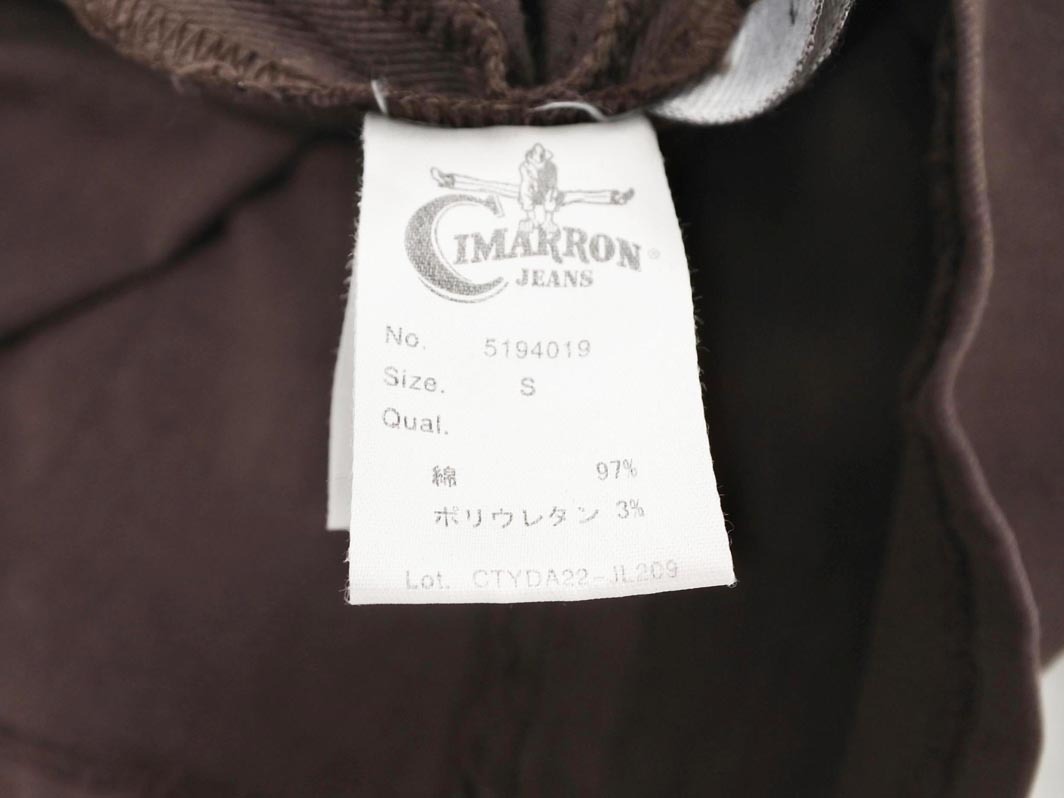 CIMARRON ®
JEANS
No. 5194019
Size. S
Qual.
綿 97%
ポリウレタン 3%
Lot. CTYDA22-JL209